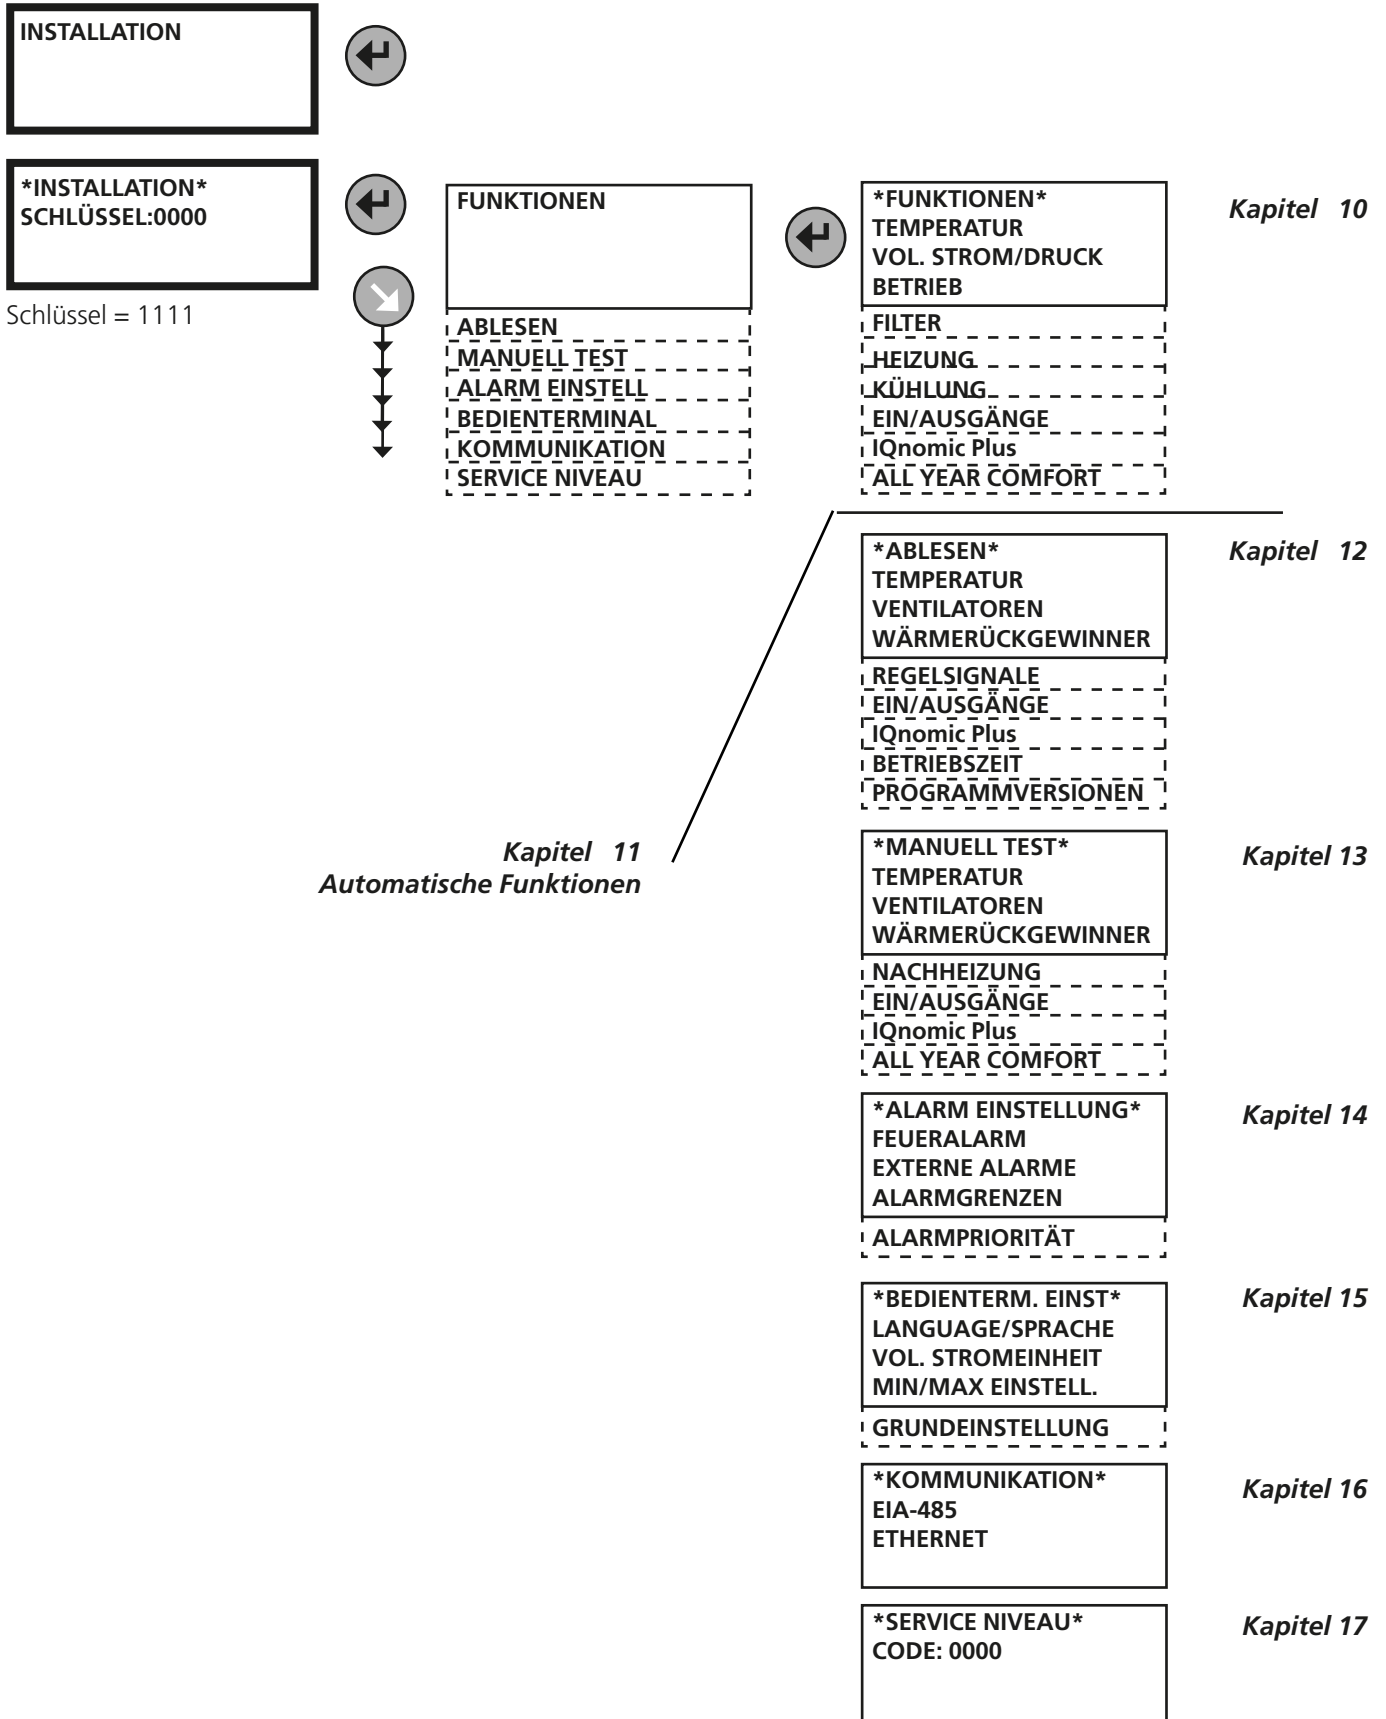 INSTALLATION
*INSTALLATION*
SCHLÜSSEL:0000
Schlüssel = 1111
FUNKTIONEN
ABLESEN
MANUELL TEST
ALARM EINSTELL
BEDIENTERMINAL
KOMMUNIKATION
SERVICE NIVEAU
*FUNKTIONEN*
TEMPERATUR
VOL. STROM/DRUCK
BETRIEB
FILTER
HEIZUNG
KÜHLUNG
EIN/AUSGÄNGE
IQnomic Plus
ALL YEAR COMFORT
Kapitel 10
Kapitel 11
Automatische Funktionen
*ABLESEN*
TEMPERATUR
VENTILATOREN
WÄRMERÜCKGEWINNER
REGELSIGNALE
EIN/AUSGÄNGE
IQnomic Plus
BETRIEBSZEIT
PROGRAMMVERSIONEN
Kapitel 12
*MANUELL TEST*
TEMPERATUR
VENTILATOREN
WÄRMERÜCKGEWINNER
NACHHEIZUNG
EIN/AUSGÄNGE
IQnomic Plus
ALL YEAR COMFORT
Kapitel 13
*ALARM EINSTELLUNG*
FEUERALARM
EXTERNE ALARME
ALARMGRENZEN
ALARMPRIORITÄT
Kapitel 14
*BEDIENTERM. EINST*
LANGUAGE/SPRACHE
VOL. STROMEINHEIT
MIN/MAX EINSTELL.
GRUNDEINSTELLUNG
Kapitel 15
*KOMMUNIKATION*
EIA-485
ETHERNET
Kapitel 16
*SERVICE NIVEAU*
CODE: 0000
Kapitel 17